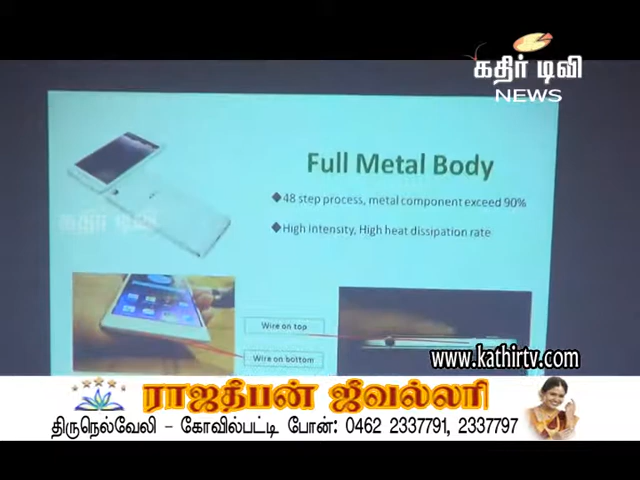 கதிர் டிவி
NEWS
Full Metal Body
◆48 step process, metal component exceed 90%
◆High Intensity, High heat dissipation rate
கதிர் டிவி
Wire on top
Wire on bottom
www.kathirtv.com
ராஜதீபன் ஜிவல்லரி
திருநெல்வேலி - கோவில்பட்டி போன்: 0462 2337791, 2337797